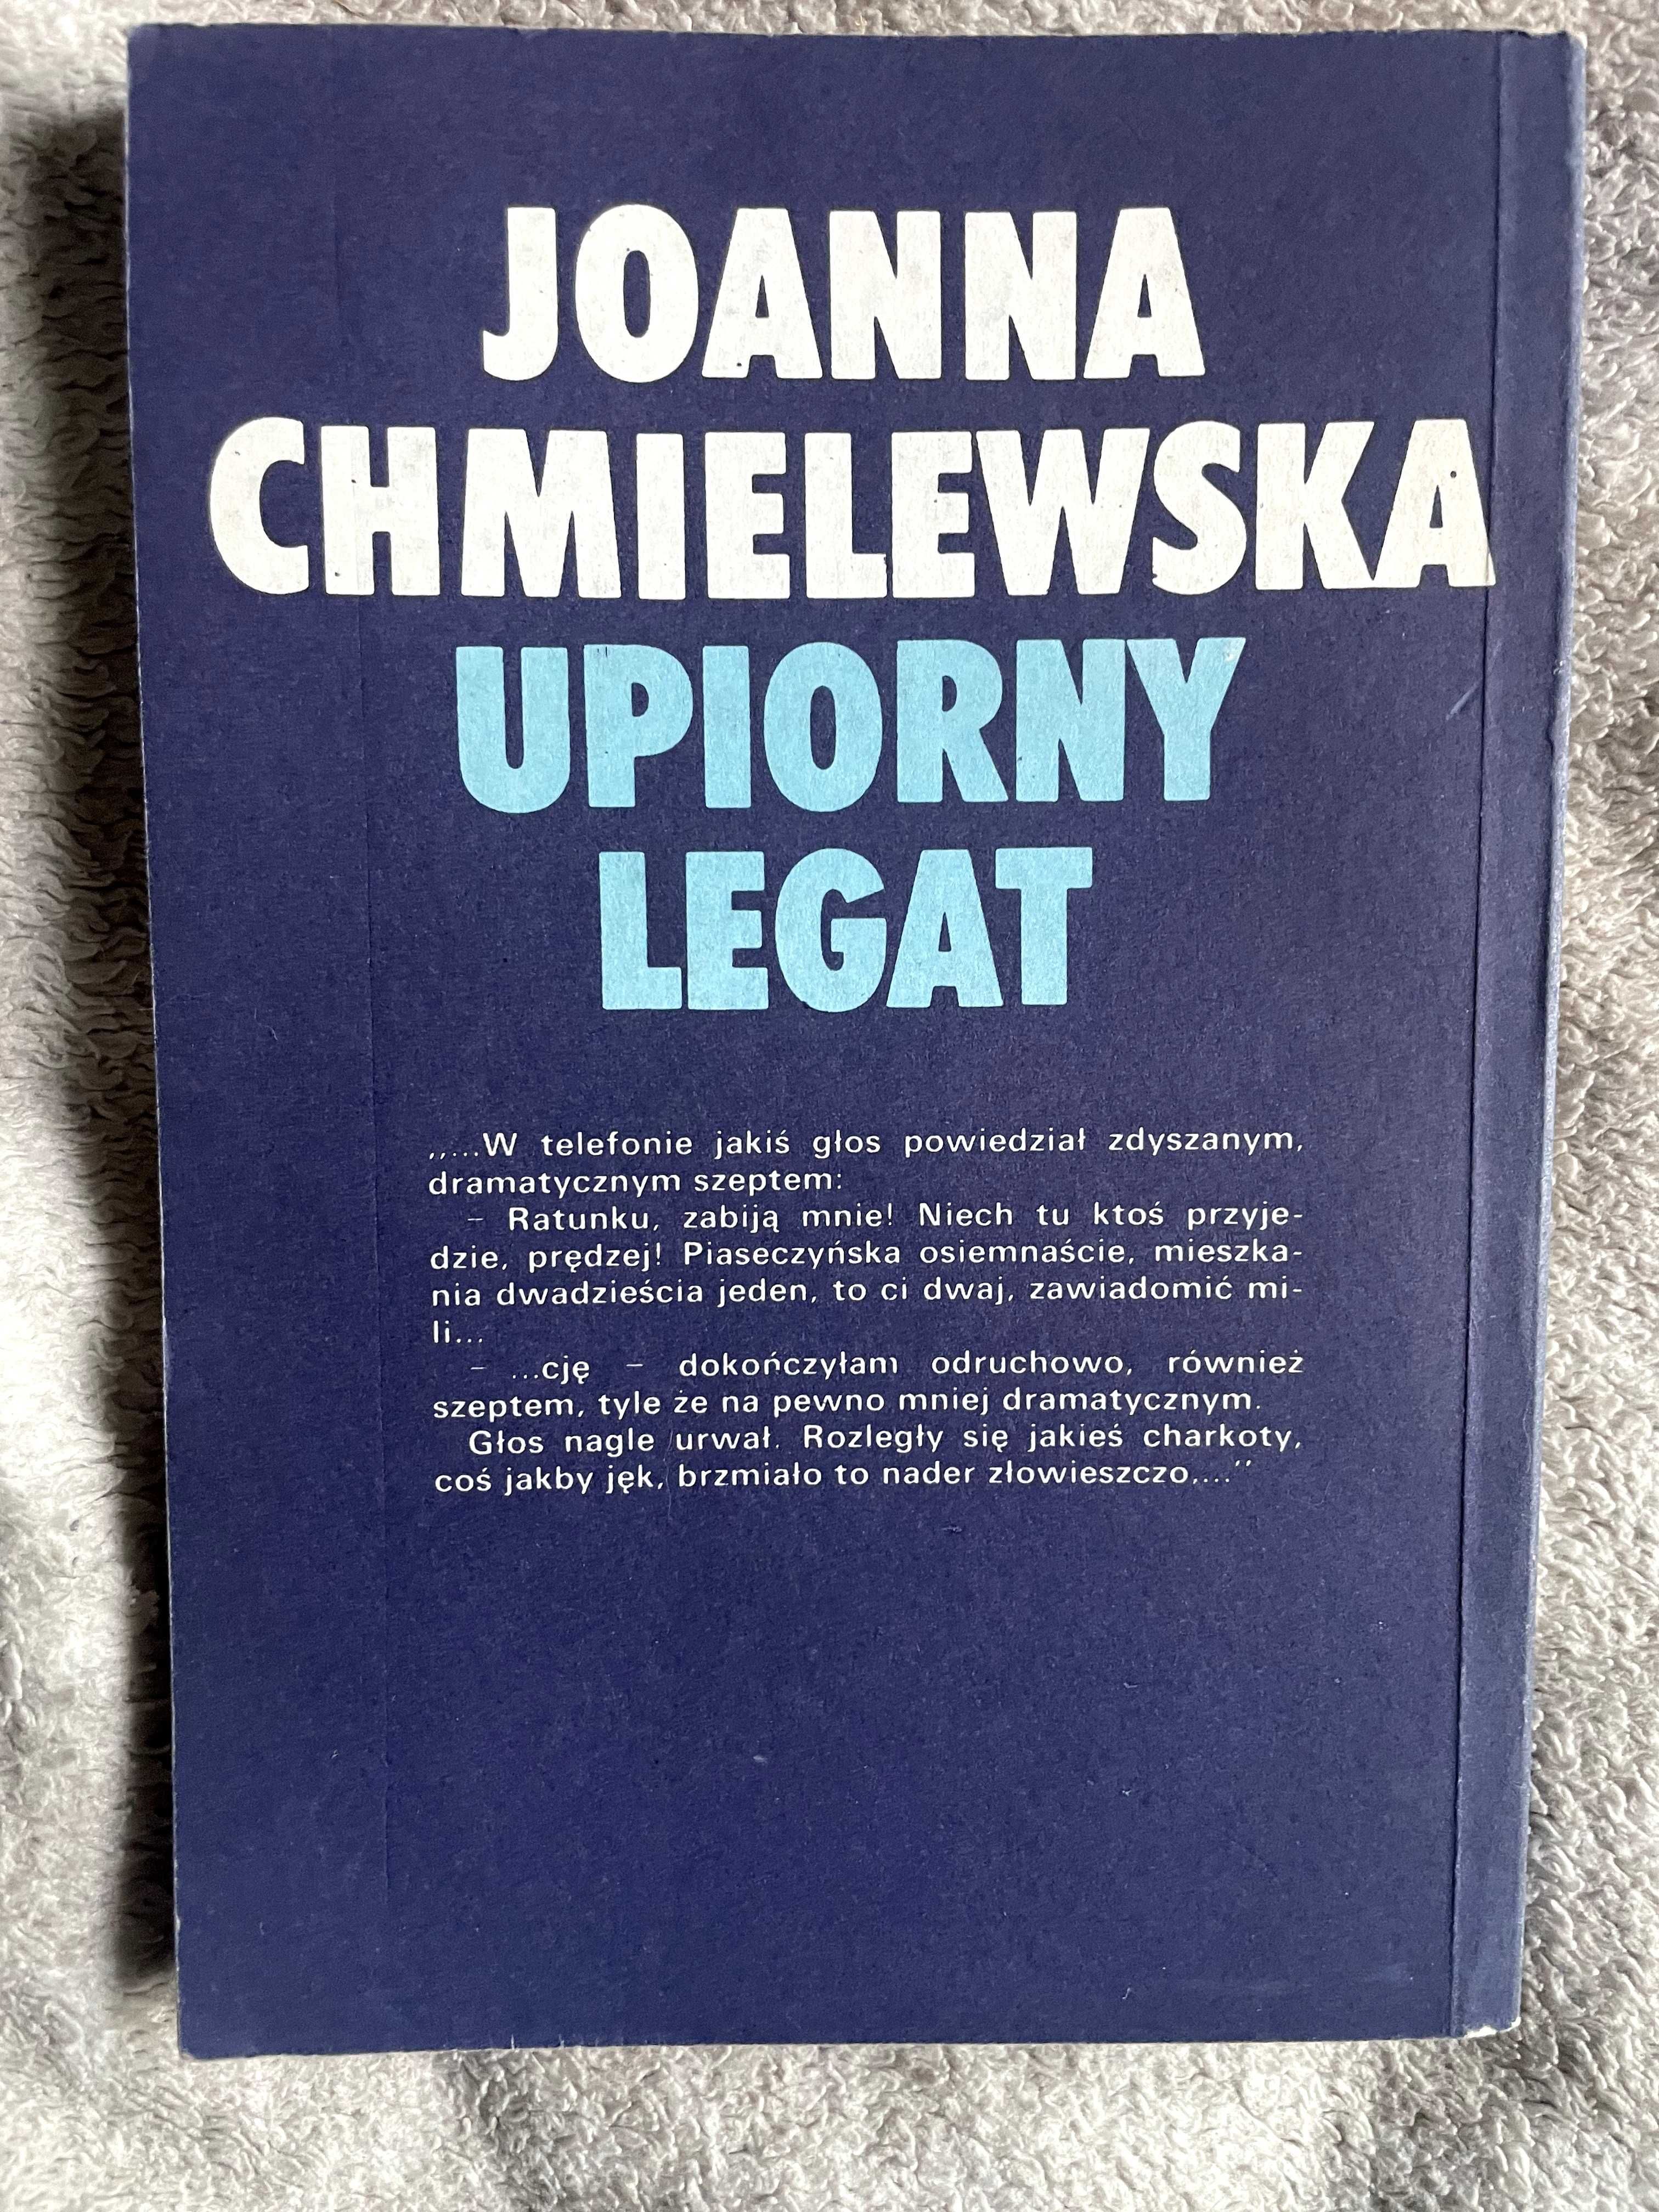 JOANNA
CHMIELEWSKA
UPIORNY
LEGAT
„...W telefonie jakiś głos powiedział zdyszanym,
dramatycznym szeptem:
– Ratunku, zabiją mnie! Niech tu ktoś przyje-
dzie, prędzej! Piaseczyńska osiemnaście, mieszka-
nia dwadzieścia jeden, to ci dwaj, zawiadomić mi-
li...
– ...cję – dokończyłam odruchowo, również
szeptem, tyle że na pewno mniej dramatycznym.
Głos nagle urwał. Rozległy się jakieś charkoty,
coś jakby jęk, brzmiało to nader złowieszczo,...”